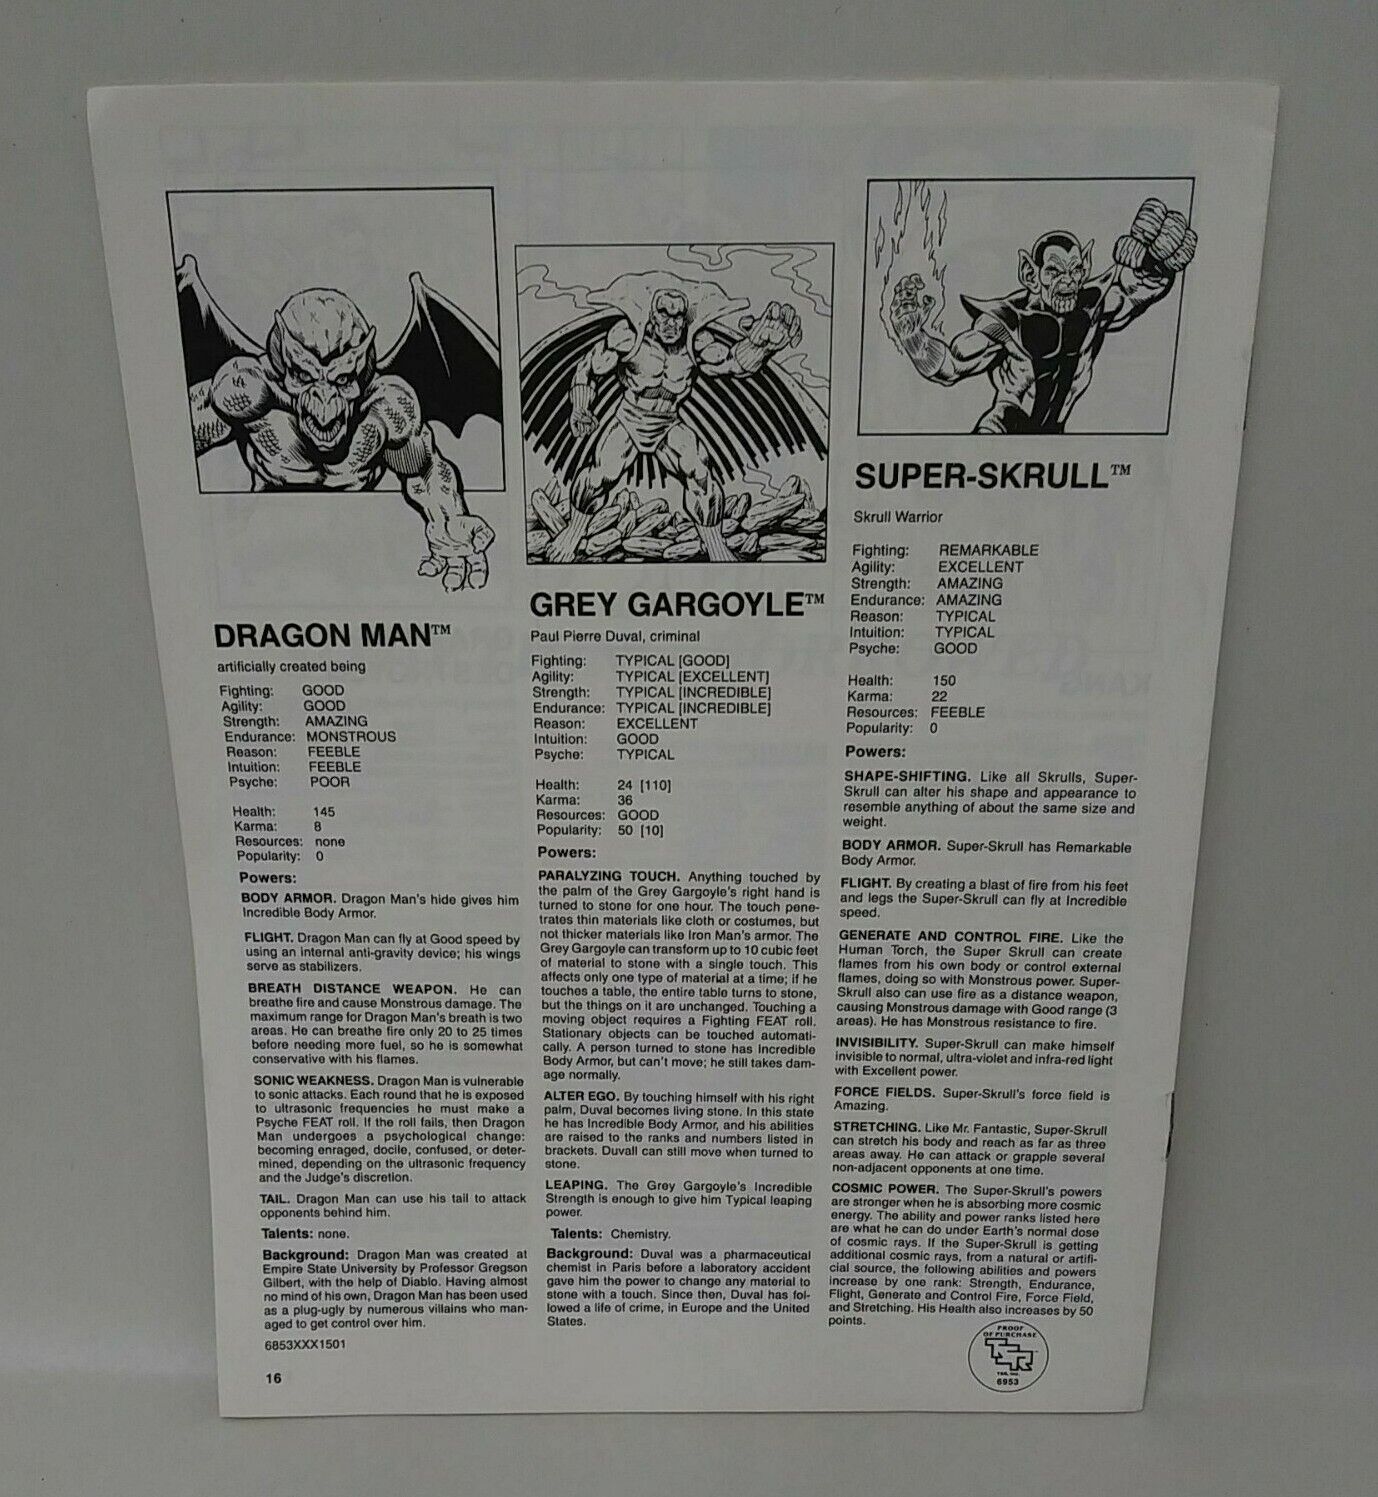 DRAGON MAN™
artificially created being
Fighting: GOOD
Agility: GOOD
Strength: AMAZING
Endurance: MONSTROUS
Reason: FEEBLE
Intuition: FEEBLE
Psyche: POOR
Health: 145
Karma: 8
Resources: none
Popularity: 0
Powers:
BODY ARMOR. Dragon Man's hide gives him
Incredible Body Armor.
FLIGHT. Dragon Man can fly at Good speed by
using an internal anti-gravity device; his wings
serve as stabilizers.
BREATH DISTANCE WEAPON. He can
breathe fire and cause Monstrous damage. The
maximum range for Dragon Man's breath is two
areas. He can breathe fire only 20 to 25 times
before needing more fuel, so he is somewhat
conservative with his flames.
SONIC WEAKNESS. Dragon Man is vulnerable
to sonic attacks. Each round that he is exposed
to ultrasonic frequencies he must make a
Psyche FEAT roll. If the roll fails, then Dragon
Man undergoes a psychological change:
becoming enraged, docile, confused, or deter-
mined, depending on the ultrasonic frequency
and the Judge's discretion.
TAIL. Dragon Man can use his tail to attack
opponents behind him.
Talents: none.
Background: Dragon Man was created at
Empire State University by Professor Gregson
Gilbert, with the help of Diablo. Having almost
no mind of his own, Dragon Man has been used
as a plug-ugly by numerous villains who man-
aged to get control over him.
6853XXX1501
16
GREY GARGOYLE™
Paul Pierre Duval, criminal
Fighting: TYPICAL [GOOD]
Agility: TYPICAL [EXCELLENT]
Strength: TYPICAL [INCREDIBLE]
Endurance: TYPICAL [INCREDIBLE]
Reason: EXCELLENT
Intuition: GOOD
Psyche: TYPICAL
Health: 24 [110]
Karma: 36
Resources: GOOD
Popularity: 50 [10]
Powers:
PARALYZING TOUCH. Anything touched by
the palm of the Grey Gargoyle's right hand is
turned to stone for one hour. The touch pene-
trates thin materials like cloth or costumes, but
not thicker materials like Iron Man's armor. The
Grey Gargoyle can transform up to 10 cubic feet
of material to stone with a single touch. This
affects only one type of material at a time; if he
touches a table, the entire table turns to stone,
but the things on it are unchanged. Touching a
moving object requires a Fighting FEAT roll.
Stationary objects can be touched automati-
cally. A person turned to stone has Incredible
Body Armor, but can't move; he still takes dam-
age normally.
ALTER EGO. By touching himself with his right
palm, Duval becomes living stone. In this state
he has Incredible Body Armor, and his abilities
are raised to the ranks and numbers listed in
brackets. Duvall can still move when turned to
stone.
LEAPING. The Grey Gargoyle's Incredible
Strength is enough to give him Typical leaping
power.
Talents: Chemistry.
Background: Duval was a pharmaceutical
chemist in Paris before a laboratory accident
gave him the power to change any material to
stone with a touch. Since then, Duval has fol-
lowed a life of crime, in Europe and the United
States.
SUPER-SKRULL™
Skrull Warrior
Fighting: REMARKABLE
Agility: EXCELLENT
Strength: AMAZING
Endurance: AMAZING
Reason: TYPICAL
Intuition: TYPICAL
Psyche: GOOD
Health: 150
Karma: 22
Resources: FEEBLE
Popularity: 0
Powers:
SHAPE-SHIFTING. Like all Skrulls, Super-
Skrull can alter his shape and appearance to
resemble anything of about the same size and
weight.
BODY ARMOR. Super-Skrull has Remarkable
Body Armor.
FLIGHT. By creating a blast of fire from his feet
and legs the Super-Skrull can fly at Incredible
speed.
GENERATE AND CONTROL FIRE. Like the
Human Torch, the Super Skrull can create
flames from his own body or control external
flames, doing so with Monstrous power. Super-
Skrull also can use fire as a distance weapon,
causing Monstrous damage with Good range (3
areas). He has Monstrous resistance to fire.
INVISIBILITY. Super-Skrull can make himself
invisible to normal, ultra-violet and infra-red light
with Excellent power.
FORCE FIELDS. Super-Skrull's force field is
Amazing.
STRETCHING. Like Mr. Fantastic, Super-Skrull
can stretch his body and reach as far as three
areas away. He can attack or grapple several
non-adjacent opponents at one time.
COSMIC POWER. The Super-Skrull's powers
are stronger when he is absorbing more cosmic
energy. The ability and power ranks listed here
are what he can do under Earth's normal dose
of cosmic rays. If the Super-Skrull is getting
additional cosmic rays, from a natural or artifi-
cial source, the following abilities and powers
increase by one rank: Strength, Endurance,
Flight, Generate and Control Fire, Force Field,
and Stretching. His Health also increases by 50
points.
PROOF
OF PURCHASE
TSR
TSR, Inc.
6953